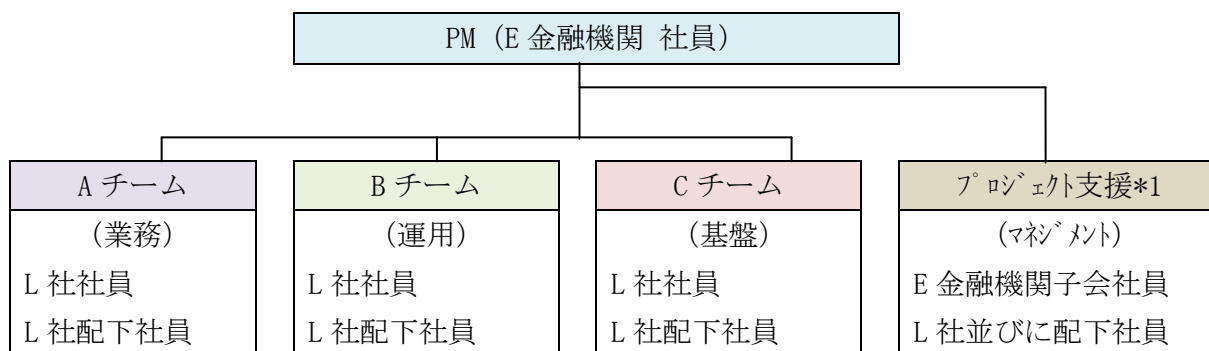 PM (E 金融機関 社員)
Aチーム
(業務)
L 社社員
L 社配下社員
Bチーム
(運用)
L 社社員
L 社配下社員
Cチーム
(基盤)
L 社社員
L 社配下社員
プロジェクト支援*1
(マネジメント)
E 金融機関子会社員
L 社並びに配下社員